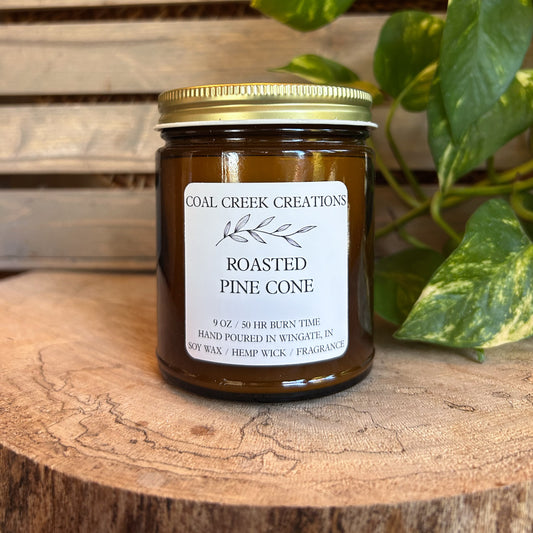 COAL CREEK CREATIONS
ROASTED
PINE CONE
9 OZ / 50 HR BURN TIME
HAND POURED IN WINGATE, IN
SOY WAX / HEMP WICK / FRAGRANCE